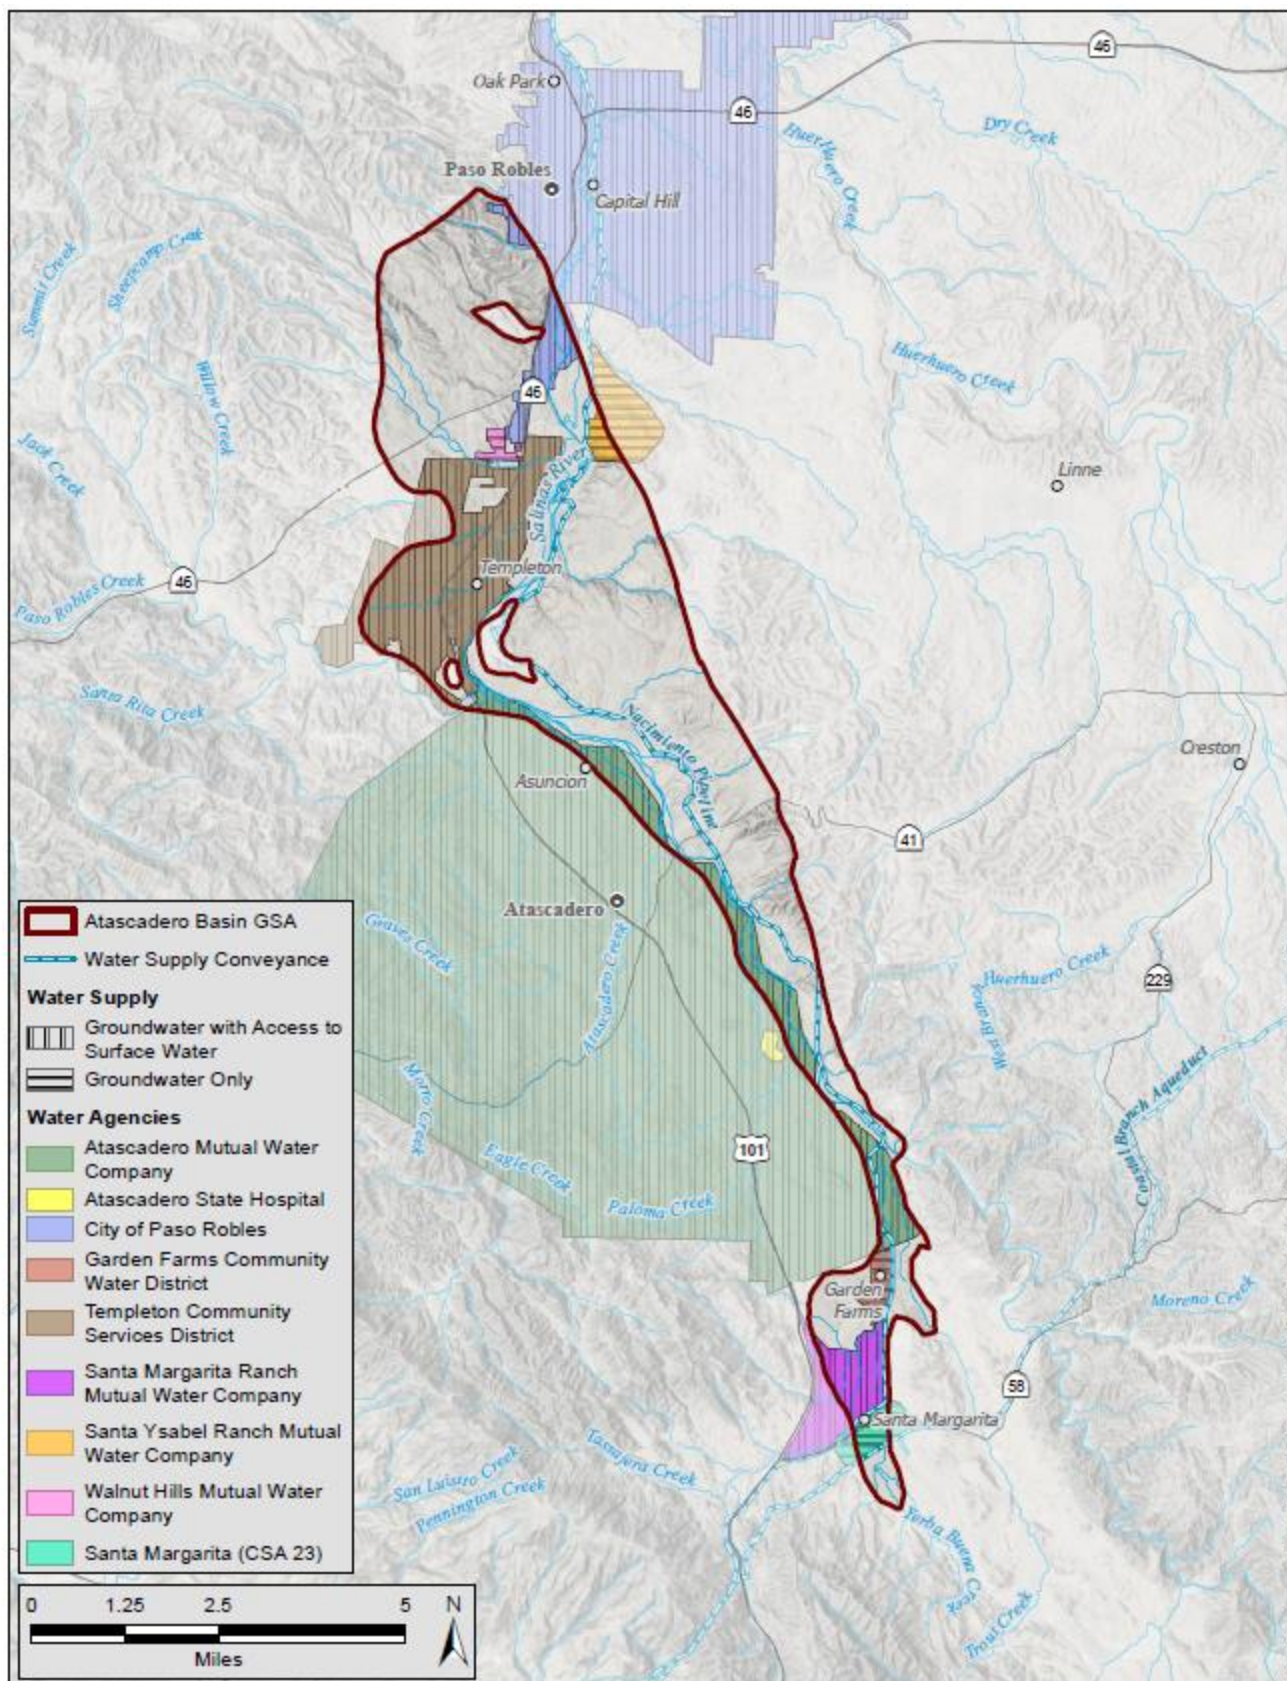 46
Oak Park
46
Dry Creek
HuerHuero Creek
Paso Robles
Capital Hill
Summit Creek
Sheepcamp Crek
Huerhuero Creek
Willow Creek
46
Jack Creek
Salinas River
Linne
Templeton
46
Paso Robles Creek
Santa Rita Creek
Nacimiento Pipeline
Creston
Asuncion
41
Atascadero
Graves Creek
Atascadero Creek
Huerhuero Creek
West Branch
229
Coastal Branch Aqueduct
Morro Creek
101
Eagle Creek
Paloma Creek
Garden
Farms
Moreno Creek
58
Santa Margarita
Tassajera Creek
San Luisito Creek
Pennington Creek
Yerba Buena Creek
Trout Creek
Atascadero Basin GSA
Water Supply Conveyance
Water Supply
Groundwater with Access to
Surface Water
Groundwater Only
Water Agencies
Atascadero Mutual Water
Company
Atascadero State Hospital
City of Paso Robles
Garden Farms Community
Water District
Templeton Community
Services District
Santa Margarita Ranch
Mutual Water Company
Santa Ysabel Ranch Mutual
Water Company
Walnut Hills Mutual Water
Company
Santa Margarita (CSA 23)
0 1.25 2.5 5 N
Miles